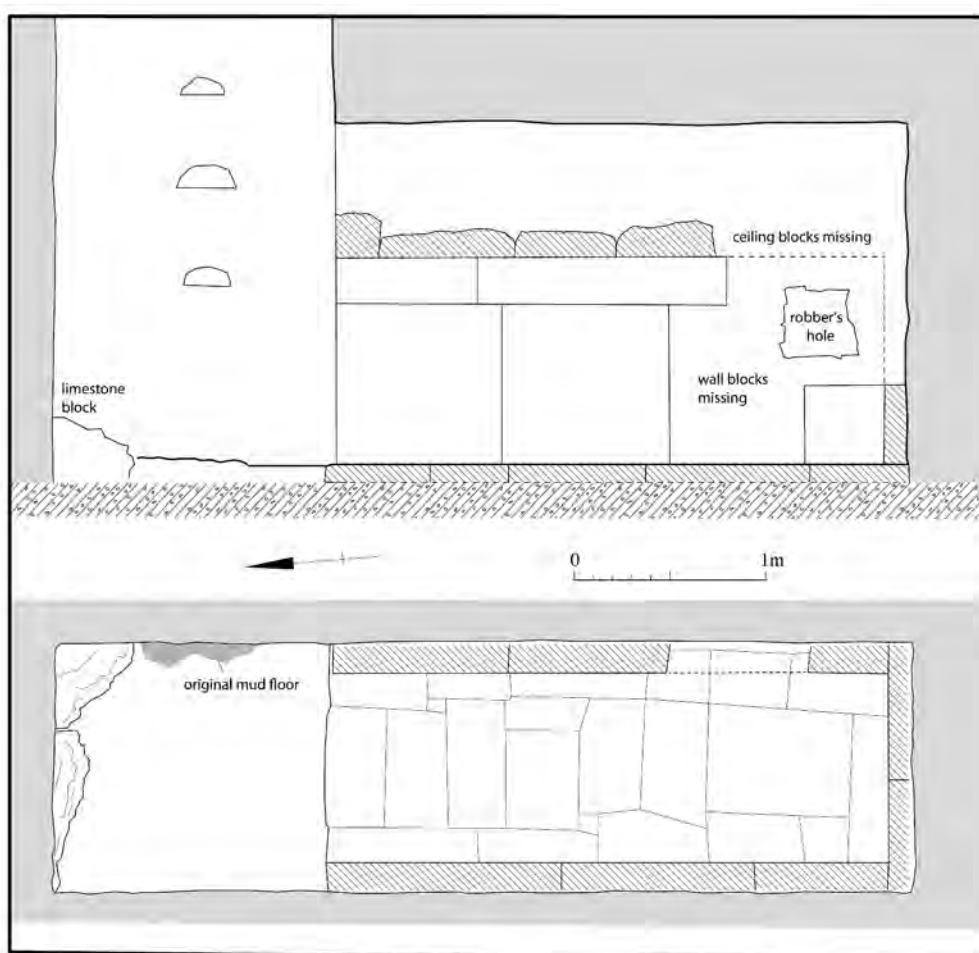 ceiling blocks missing
robber's
hole
wall blocks
missing
limestone
block
0 1m
original mud floor